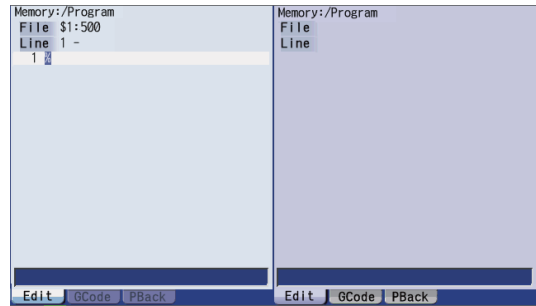 Memory:/Program
File $1:500
Line 1 -
1 %
Edit GCode PBack
Memory:/Program
File
Line
Edit GCode PBack